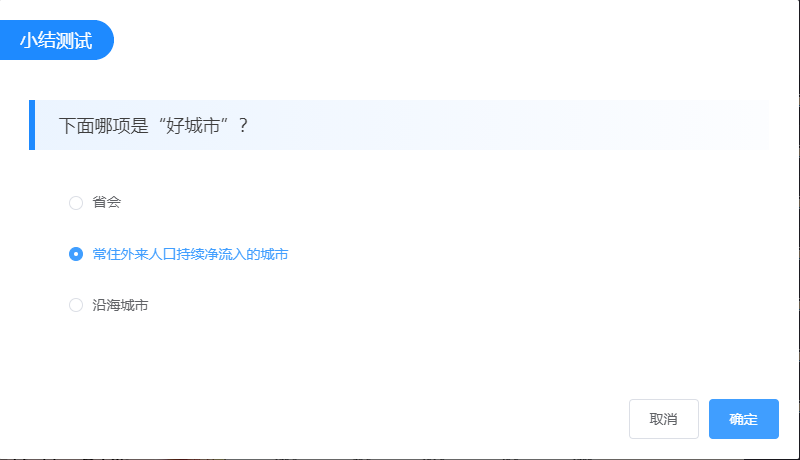 小结测试
下面哪项是“好城市”？
省会
常住外来人口持续净流入的城市
沿海城市
取消
确定